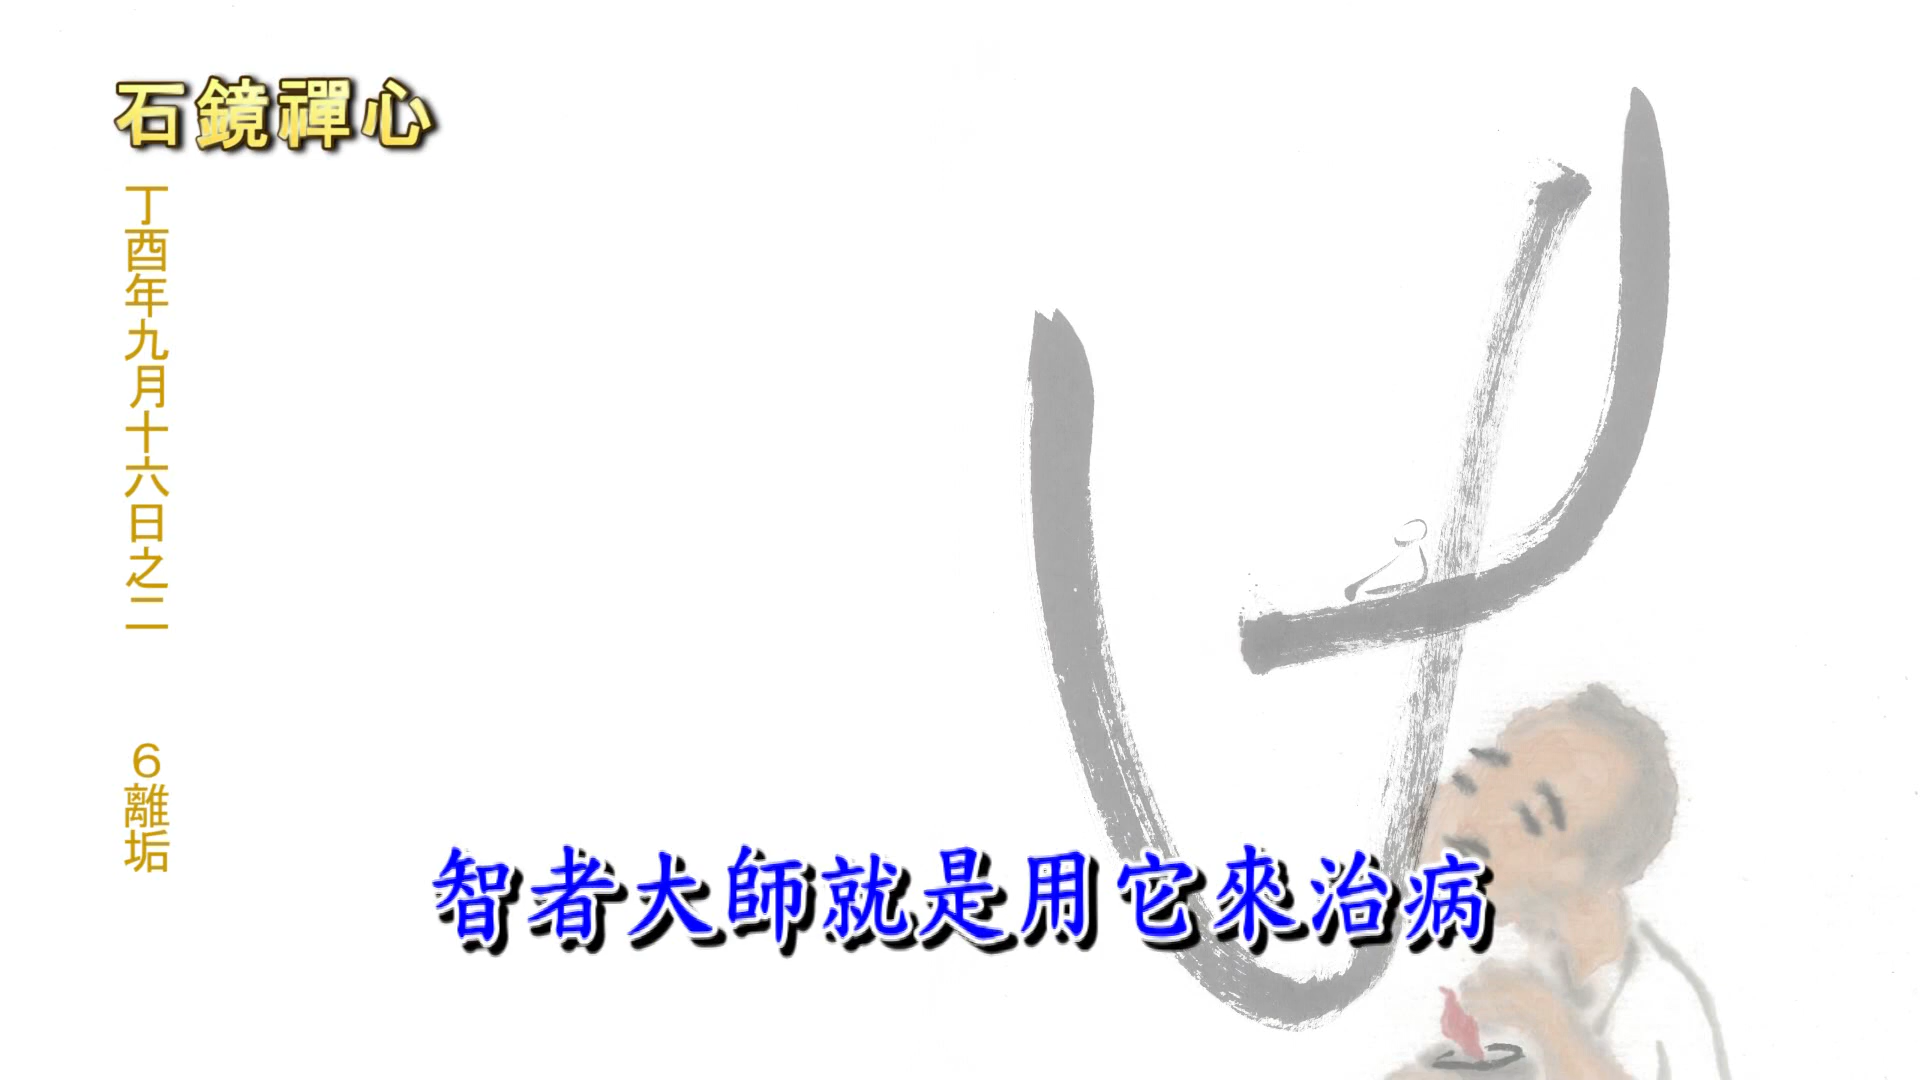 石鏡禪心
丁酉年九月十六日之二
6離垢
智者大師就是用它來治病